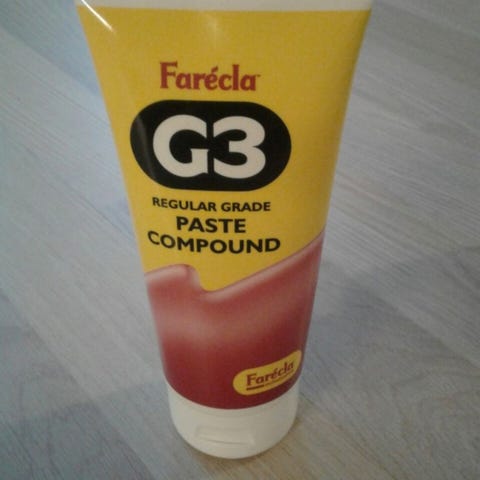 Farécla
G3
REGULAR GRADE
PASTE
COMPOUND
Farécla